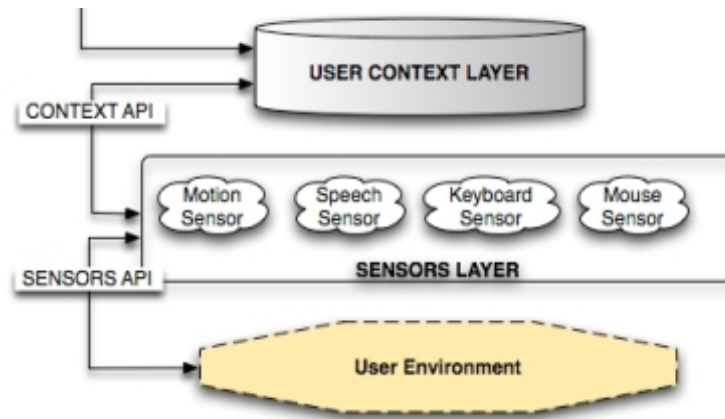 USER CONTEXT LAYER
CONTEXT API
Motion
Sensor
Speech
Sensor
Keyboard
Sensor
Mouse
Sensor
SENSORS LAYER
SENSORS API
User Environment